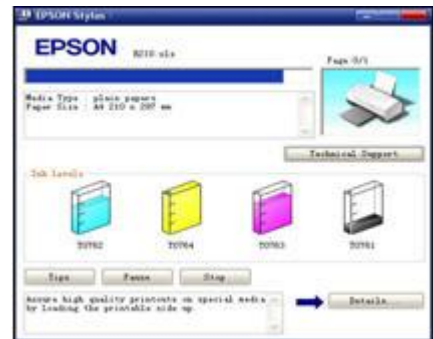 EPSON Stylus
EPSON
R210.xls
Page 0/1
Media Type : plain papers
Paper Size : A4 210 x 297 mm
Technical Support
Ink Levels
T0762
T0764
T0763
T0761
Tips
Pause
Stop
Assure high quality printouts on special media
by loading the printable side up.
Details...